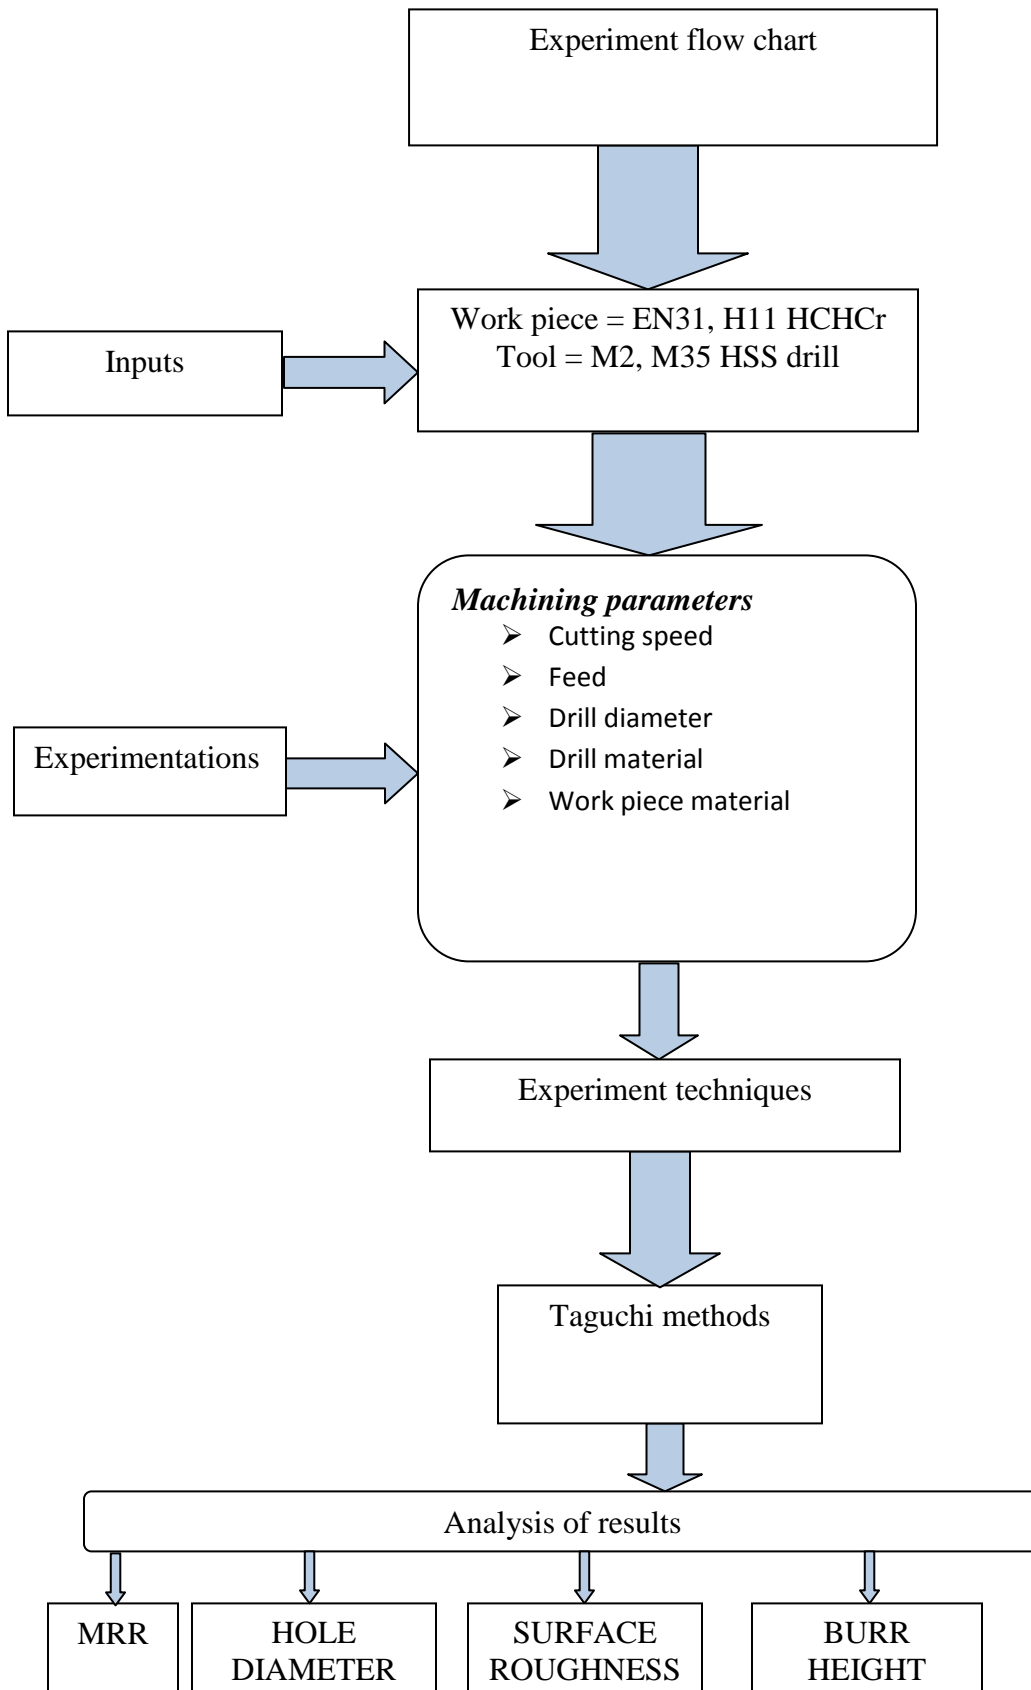 Experiment flow chart
Work piece = EN31, H11 HCHCr
Tool = M2, M35 HSS drill
Inputs
Machining parameters
➢ Cutting speed
➢ Feed
➢ Drill diameter
➢ Drill material
➢ Work piece material
Experimentations
Experiment techniques
Taguchi methods
Analysis of results
MRR
HOLE
DIAMETER
SURFACE
ROUGHNESS
BURR
HEIGHT